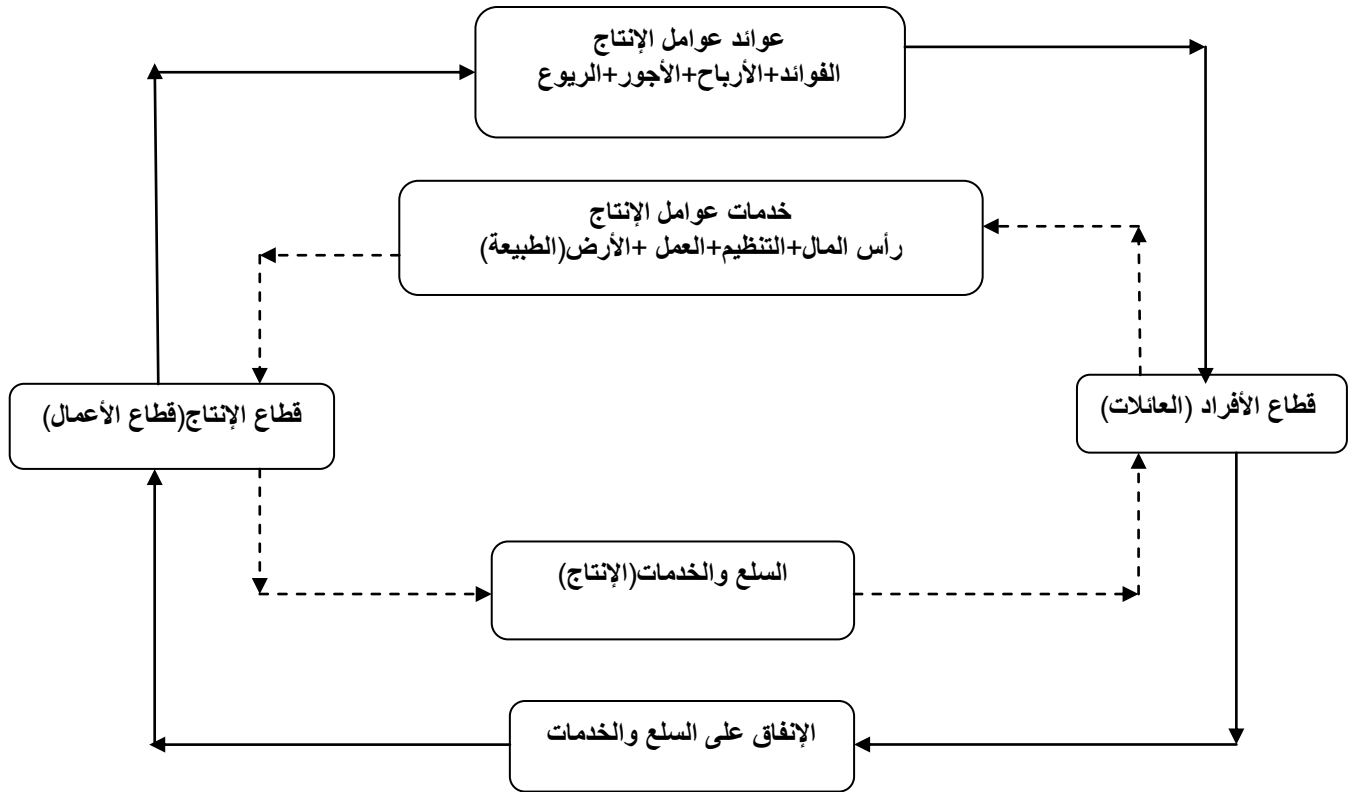 عوائد عوامل الإنتاج
الفوائد+الأرباح+الأجور+الريوع
خدمات عوامل الإنتاج
رأس المال+التنظيم+العمل +الأرض(الطبيعة)
قطاع الأفراد (العائلات)
قطاع الإنتاج(قطاع الأعمال)
السلع والخدمات(الإنتاج)
الإنفاق على السلع والخدمات